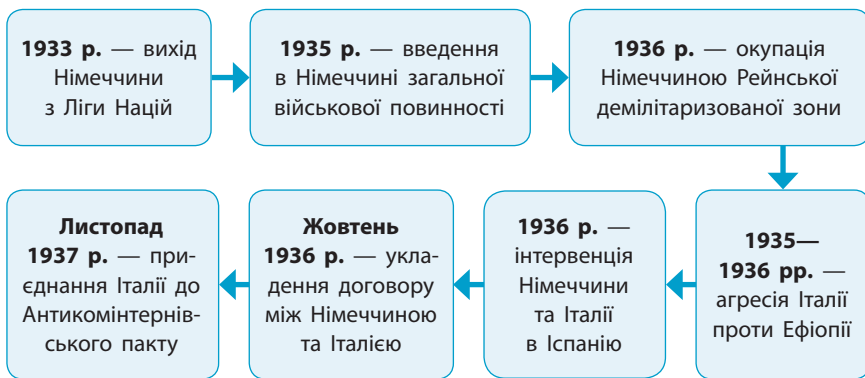 1933 р. — вихід
Німеччини
з Ліги Націй
1935 р. — введення
в Німеччині загальної
військової повинності
1936 р. — окупація
Німеччиною Рейнської
демілітаризованої зони
1935—
1936 рр. —
агресія Італії
проти Ефіопії
1936 р. —
інтервенція
Німеччини
та Італії
в Іспанію
Жовтень
1936 р. — укла-
дення договору
між Німеччиною
та Італією
Листопад
1937 р. — при-
єднання Італії до
Антикомінтернів-
ського пакту